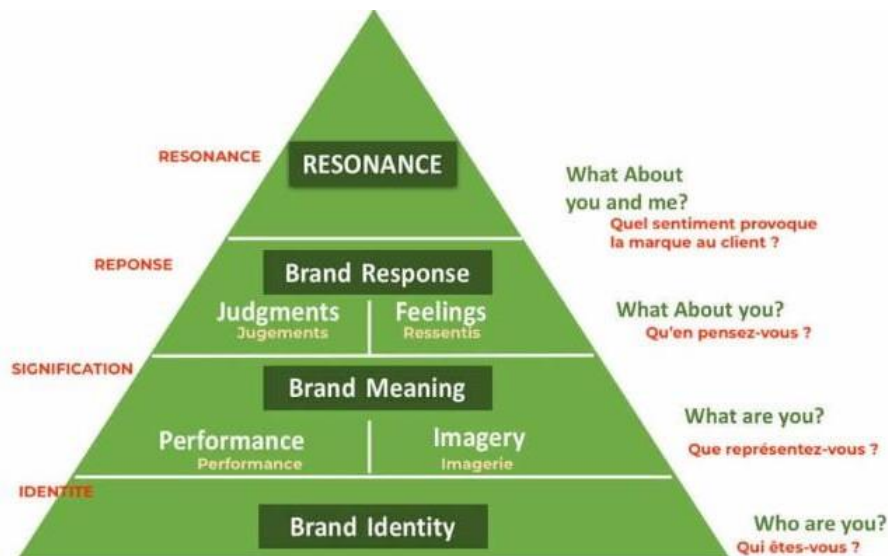 RESONANCE
RESONANCE
What About
you and me?
Quel sentiment provoque
la marque au client ?
REPONSE
Brand Response
Judgments
Jugements
Feelings
Ressentis
What About you?
Qu'en pensez-vous ?
SIGNIFICATION
Brand Meaning
Performance
Performance
Imagery
Imagerie
What are you?
Que représentez-vous ?
IDENTITE
Brand Identity
Who are you?
Qui êtes-vous ?